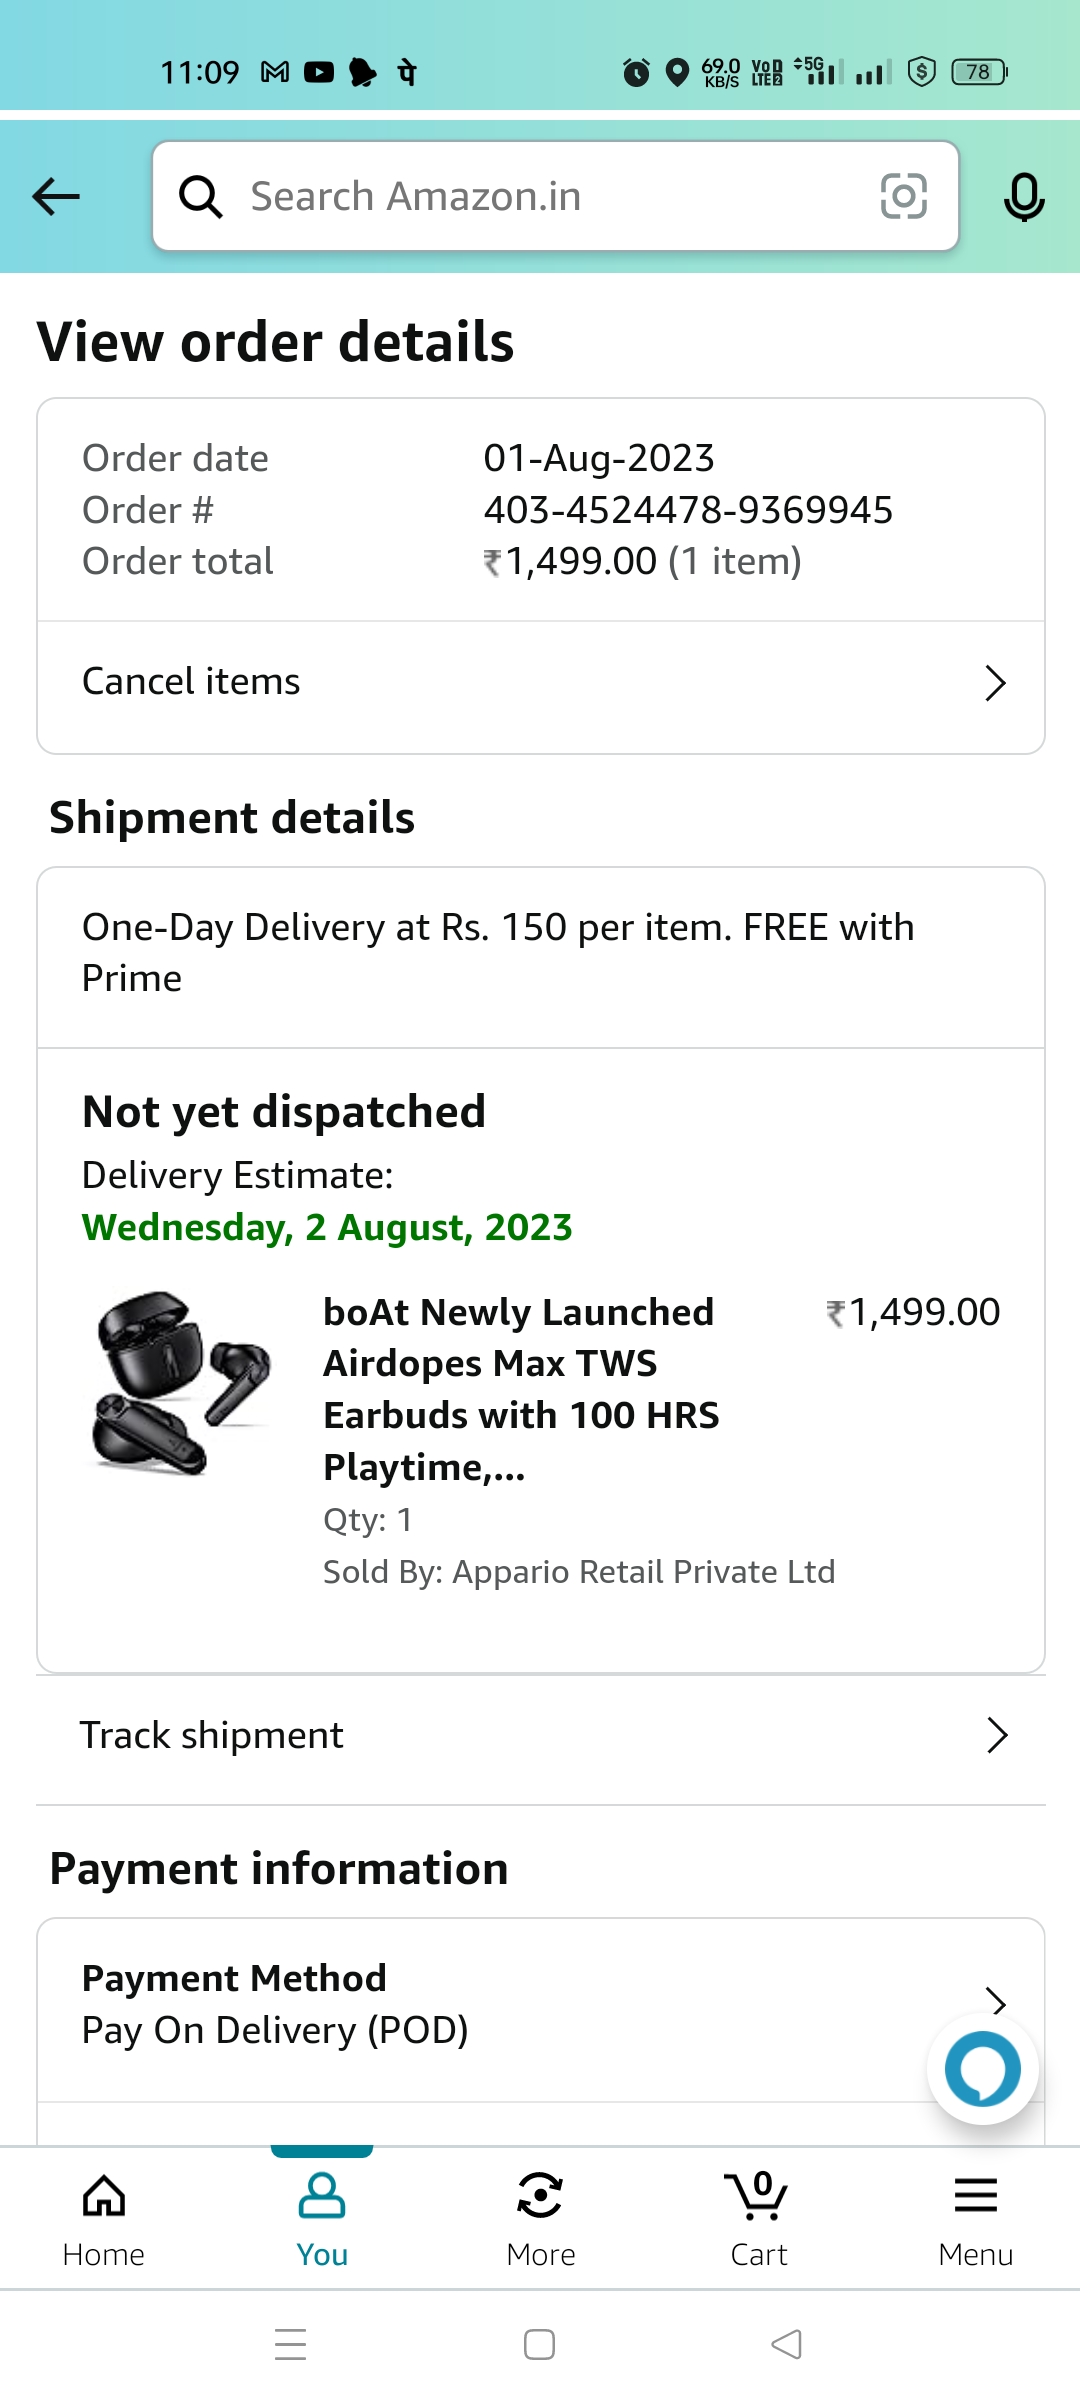 11:09 पे 69.0 KB/S VoD LTE2 5G 78
Search Amazon.in
View order details
Order date 01-Aug-2023
Order # 403-4524478-9369945
Order total ₹1,499.00 (1 item)
Cancel items
Shipment details
One-Day Delivery at Rs. 150 per item. FREE with
Prime
Not yet dispatched
Delivery Estimate:
Wednesday, 2 August, 2023
boAt Newly Launched ₹1,499.00
Airdopes Max TWS
Earbuds with 100 HRS
Playtime,...
Qty: 1
Sold By: Appario Retail Private Ltd
Track shipment
Payment information
Payment Method
Pay On Delivery (POD)
0
Home You More Cart Menu